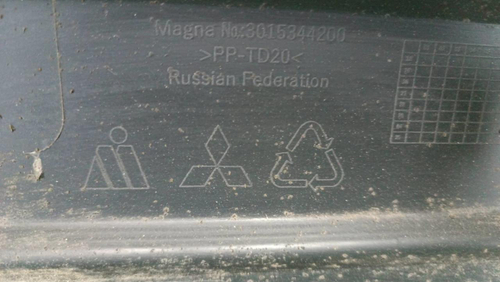 Magna №:3015344200
>PP-TD20<
Russian Federation